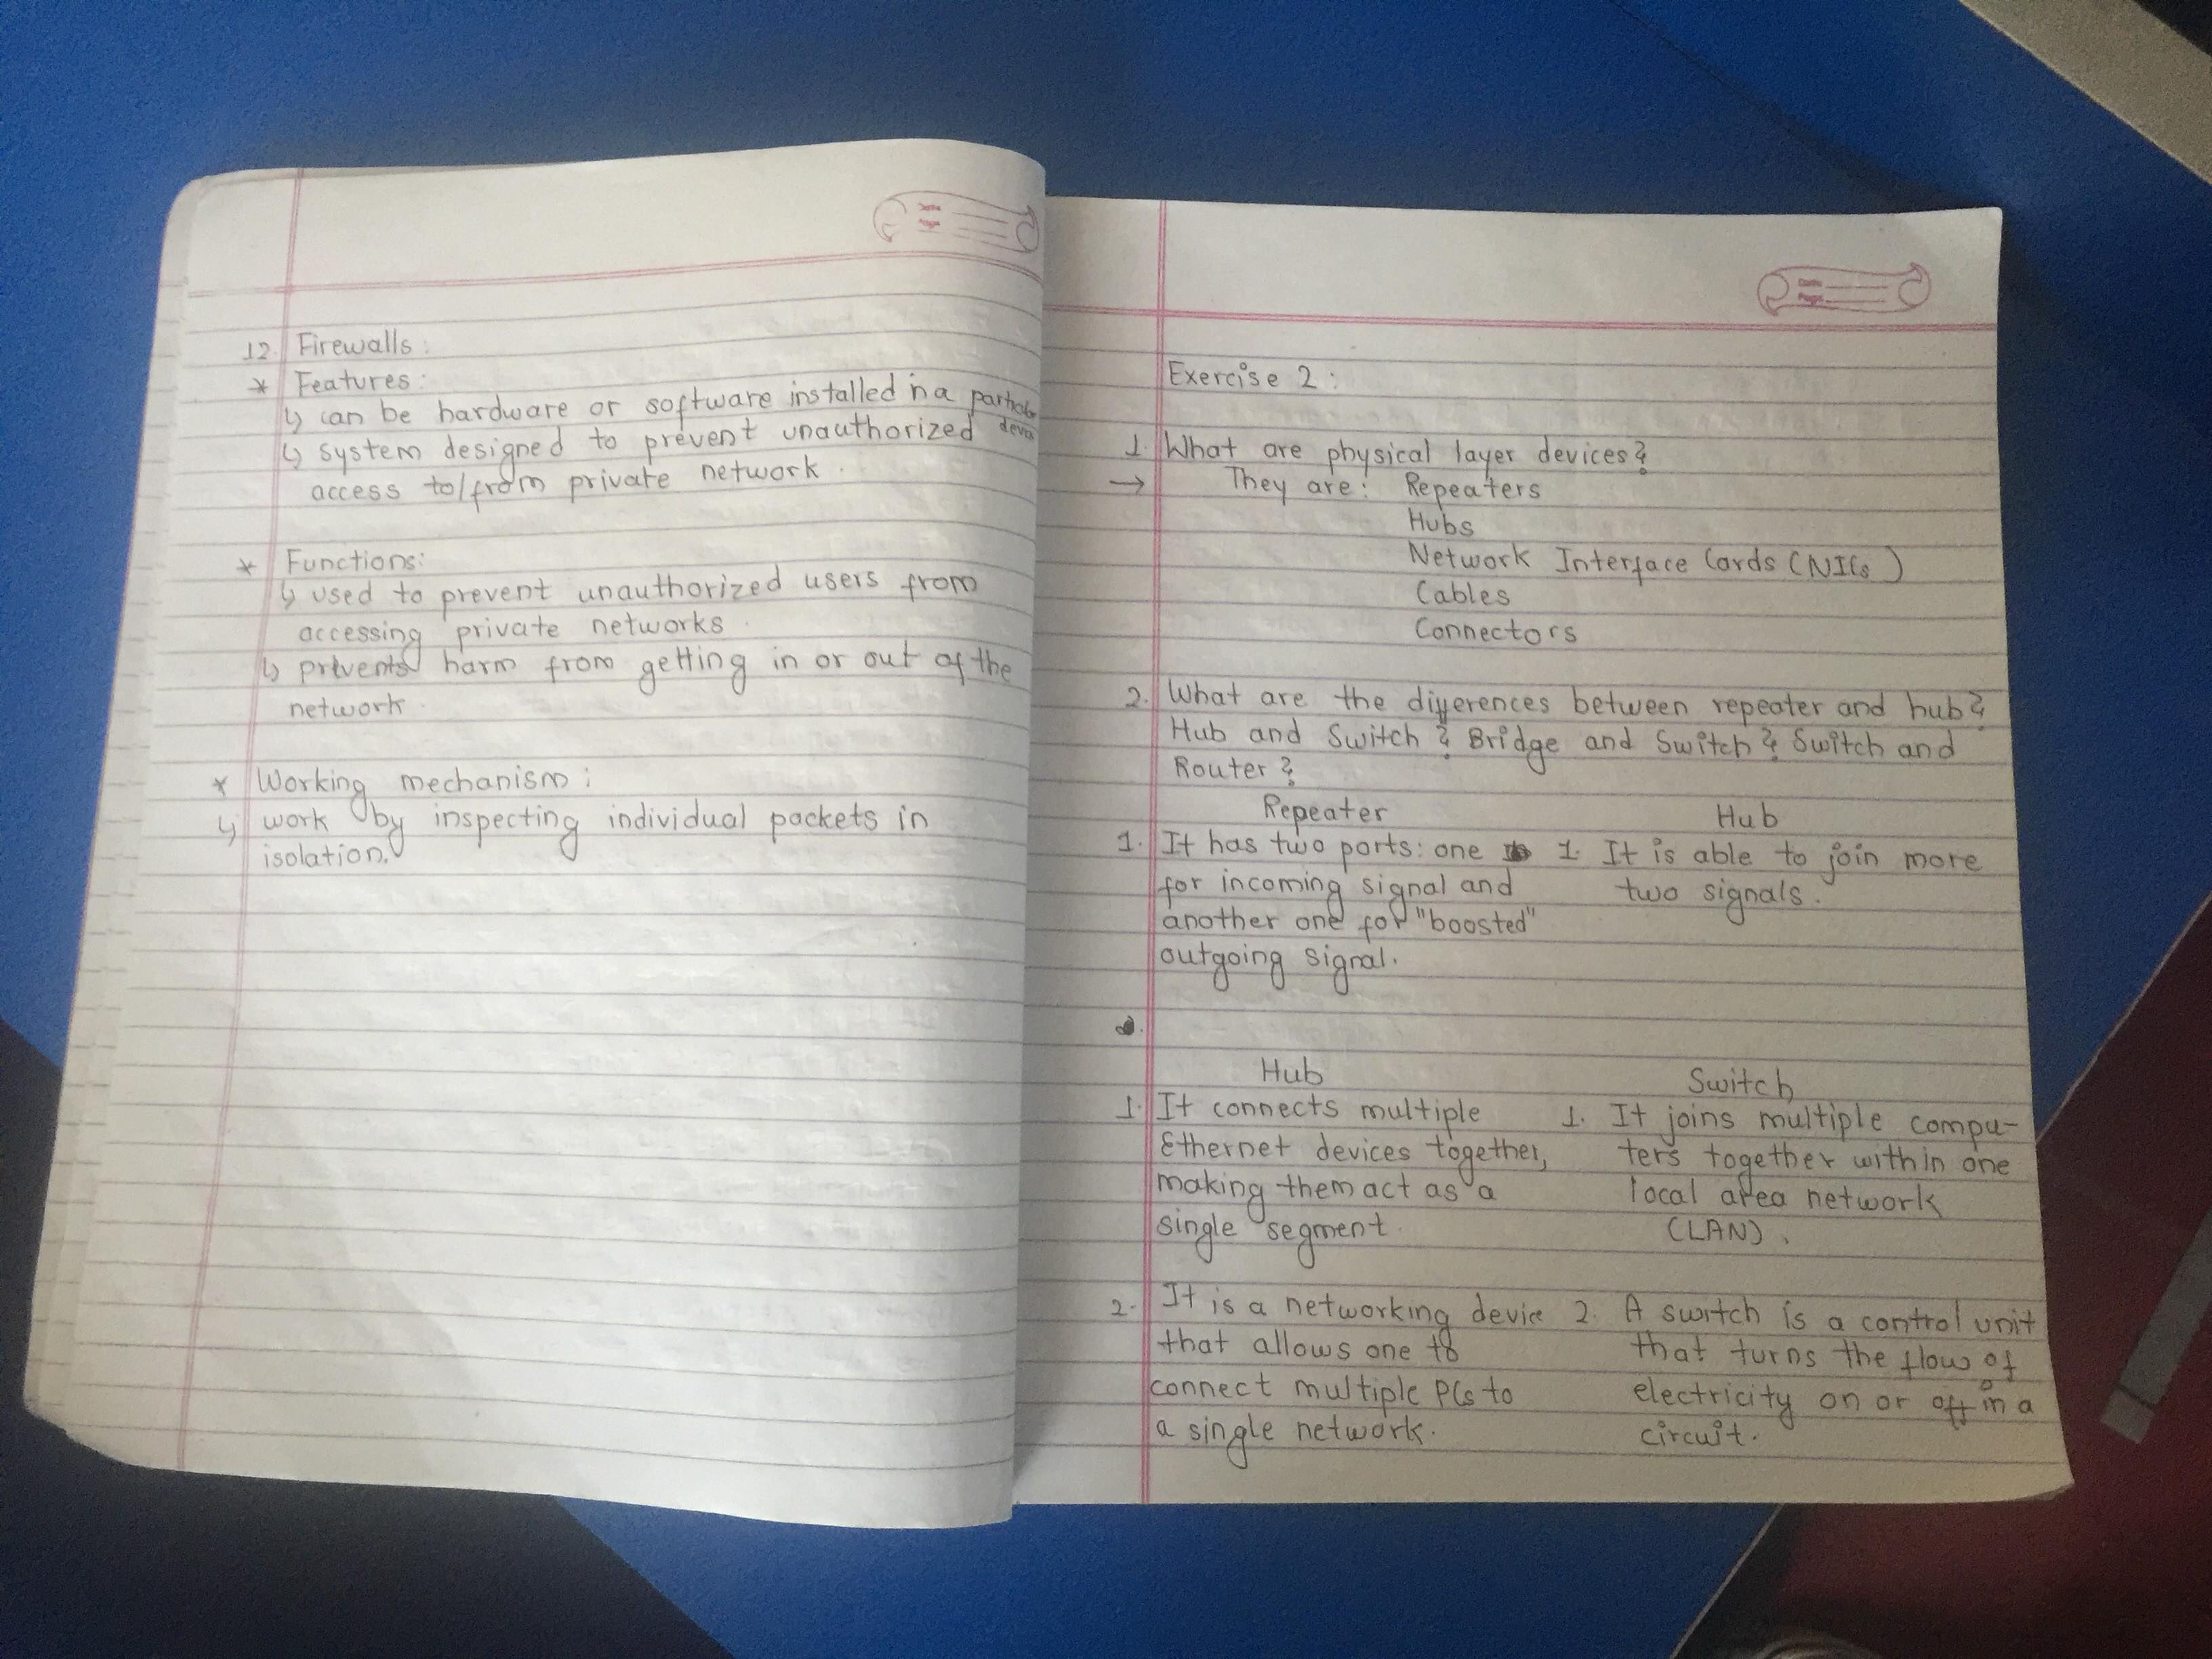 12. Firewalls:
* Features:
↳ can be hardware or software installed in a particular
device
↳ system designed to prevent unauthorized
access to/from private network.
* Functions:
↳ used to prevent unauthorized users from
accessing private networks.
↳ prevents harm from getting in or out of the
network.
* Working mechanism:
↳ work by inspecting individual packets in
isolation.
Date
Page
Exercise 2:
1. What are physical layer devices?
→ They are: Repeaters
Hubs
Network Interface Cards (NICs)
Cables
Connectors
2. What are the differences between repeater and hub?
Hub and Switch? Bridge and Switch? Switch and
Router?
Repeater Hub
1. It has two ports: one 1. It is able to join more
for incoming signal and two signals.
another one for "boosted"
outgoing signal.
Hub Switch
1. It connects multiple 1. It joins multiple compu-
Ethernet devices together, ters together within one
making them act as a local area network
single segment. (LAN).
2. It is a networking device 2. A switch is a control unit
that allows one to that turns the flow of
connect multiple PCs to electricity on or off in a
a single network. circuit.